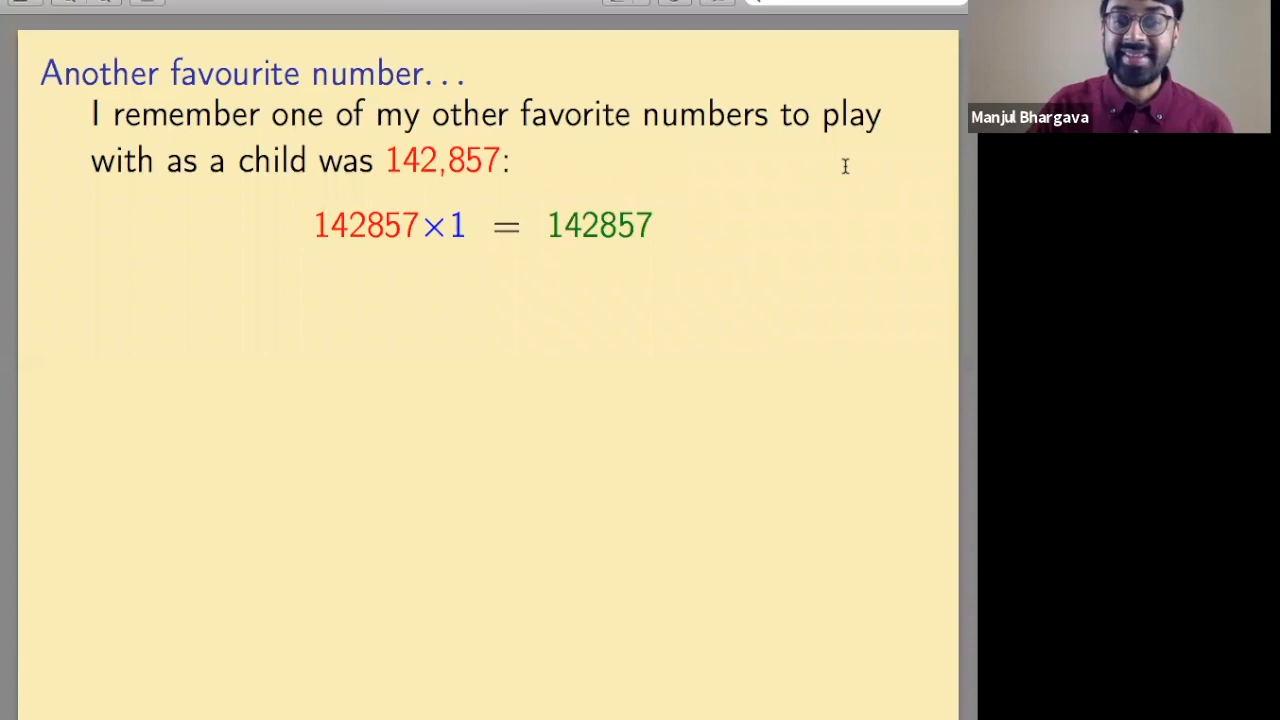 Another favourite number...
I remember one of my other favorite numbers to play
with as a child was 142,857:
142857×1 = 142857
Manjul Bhargava